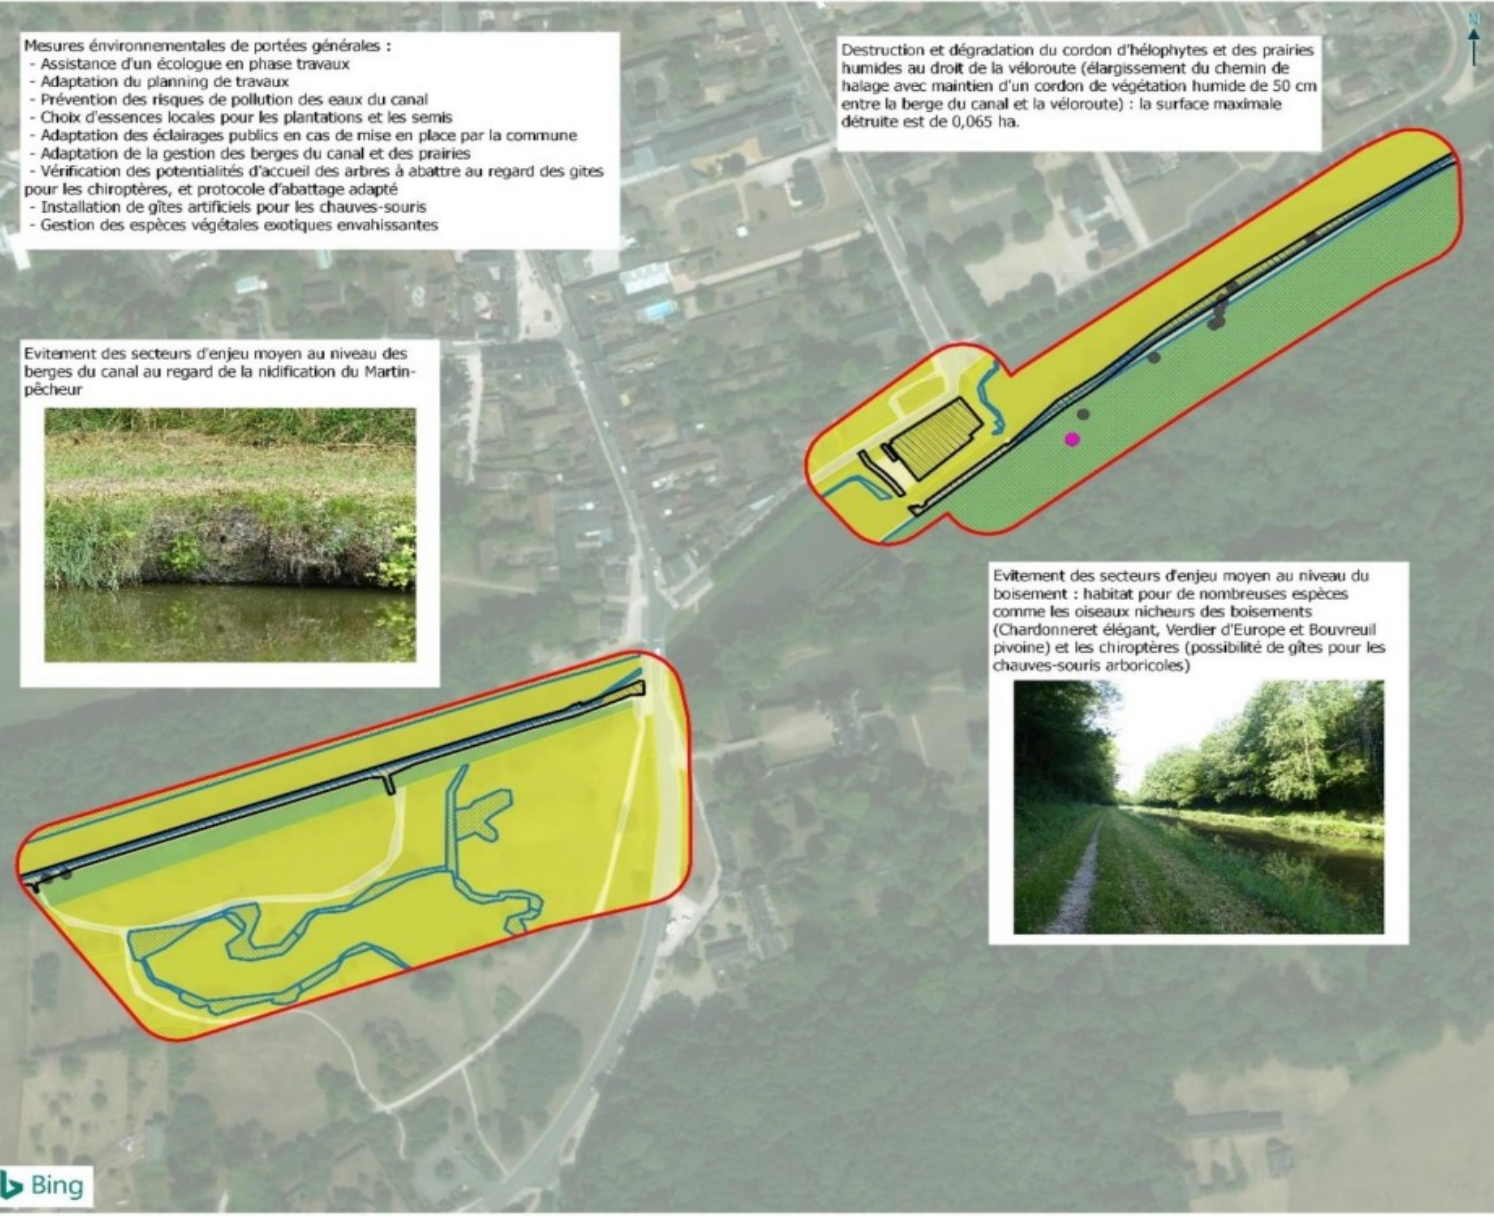 Mesures énvironnementales de portées générales :
- Assistance d'un écologue en phase travaux
- Adaptation du planning de travaux
- Prévention des risques de pollution des eaux du canal
- Choix d'essences locales pour les plantations et les semis
- Adaptation des éclairages publics en cas de mise en place par la commune
- Adaptation de la gestion des berges du canal et des prairies
- Vérification des potentialités d'accueil des arbres à abattre au regard des gîtes
pour les chiroptères, et protocole d'abattage adapté
- Installation de gîtes artificiels pour les chauves-souris
- Gestion des espèces végétales exotiques envahissantes
Destruction et dégradation du cordon d'hélophytes et des prairies
humides au droit de la véloroute (élargissement du chemin de
halage avec maintien d'un cordon de végétation humide de 50 cm
entre la berge du canal et la véloroute) : la surface maximale
détruite est de 0,065 ha.
N
Evitement des secteurs d'enjeu moyen au niveau des
berges du canal au regard de la nidification du Martin-
pêcheur
Evitement des secteurs d'enjeu moyen au niveau du
boisement : habitat pour de nombreuses espèces
comme les oiseaux nicheurs des boisements
(Chardonneret élégant, Verdier d'Europe et Bouvreuil
pivoine) et les chiroptères (possibilité de gîtes pour les
chauves-souris arboricoles)
Bing